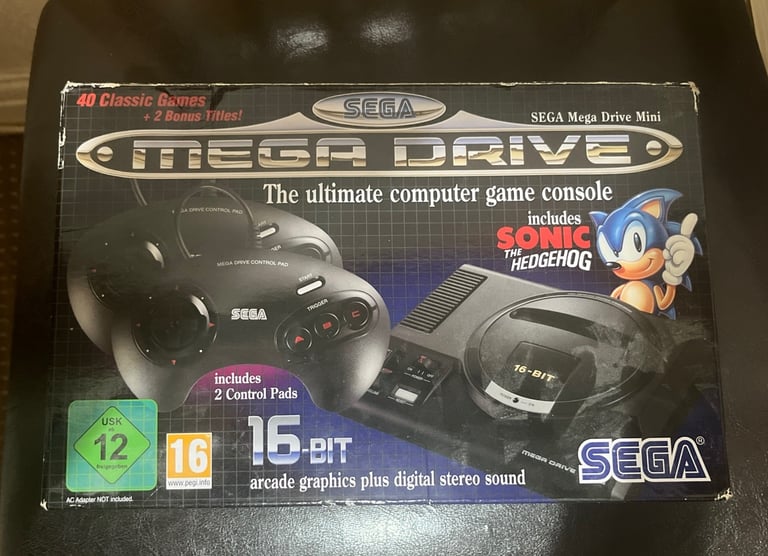 40 Classic Games
+ 2 Bonus Titles!
SEGA
SEGA Mega Drive Mini
MEGA DRIVE
The ultimate computer game console
includes
SONIC
THE
HEDGEHOG
MEGA DRIVE CONTROL PAD
MEGA DRIVE CONTROL PAD
START
TRIGGER
SEGA
A B C
16-BIT
includes
2 Control Pads
USK
ab
12
freigegeben
16
www.pegi.info
16-BIT
arcade graphics plus digital stereo sound
MEGA DRIVE
SEGA®
AC Adapter NOT included.